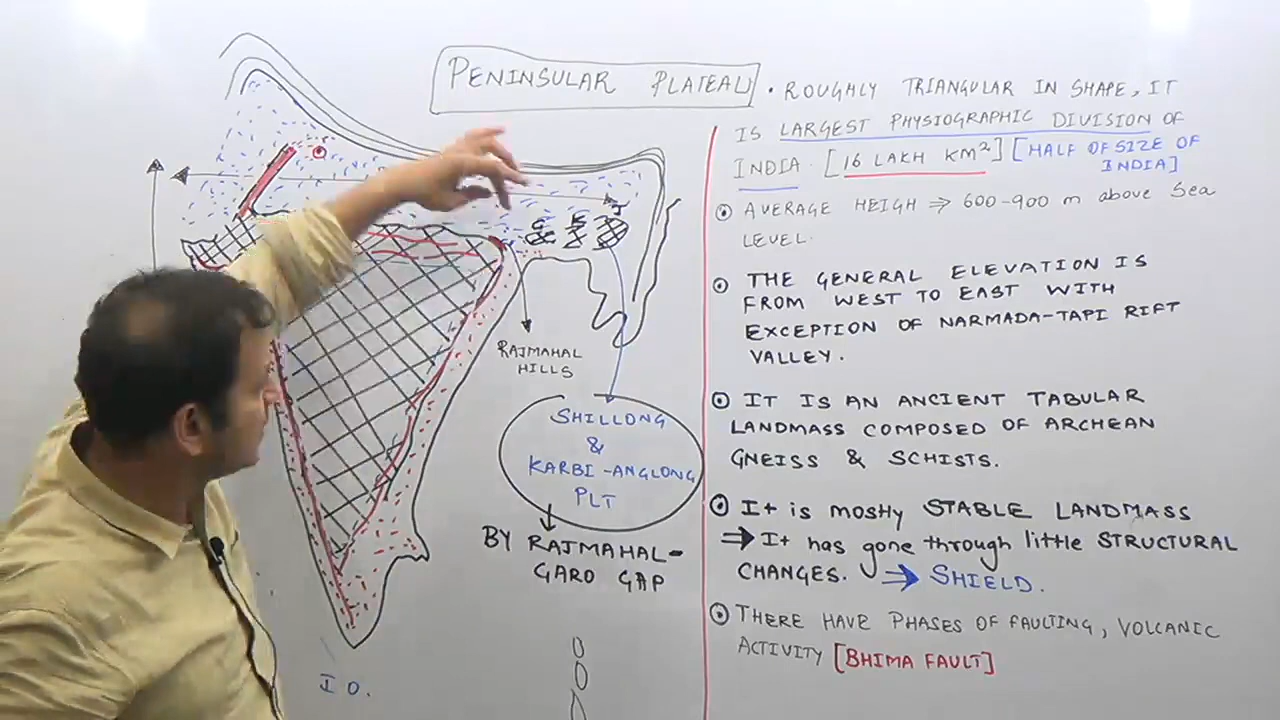 PENINSULAR PLATEAU
• ROUGHLY TRIANGULAR IN SHAPE, IT
IS LARGEST PHYSIOGRAPHIC DIVISION OF
INDIA. [16 LAKH KM²] [HALF OF SIZE OF
INDIA]
AVERAGE HEIGH ⇒ 600-900 m above Sea
LEVEL.
THE GENERAL ELEVATION IS
FROM WEST TO EAST WITH
EXCEPTION OF NARMADA-TAPI RIFT
VALLEY.
IT IS AN ANCIENT TABULAR
LANDMASS COMPOSED OF ARCHEAN
GNEISS & SCHISTS.
It is mostly STABLE LANDMASS
⇒ It has gone through little STRUCTURAL
CHANGES. ⇒ SHIELD.
THERE HAVE PHASES OF FAULTING, VOLCANIC
ACTIVITY [BHIMA FAULT]
G K J
RAJMAHAL
HILLS
SHILLONG
&
KARBI-ANGLONG
PLT
BY RAJMAHAL-
GARO GAP
I O.